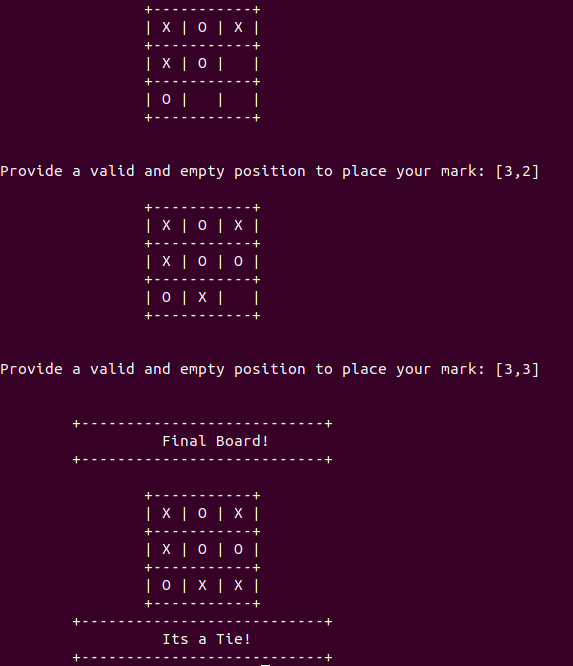 +-----------+
| X | O | X |
+-----------+
| X | O |   |
+-----------+
| O |   |   |
+-----------+
Provide a valid and empty position to place your mark: [3,2]
+-----------+
| X | O | X |
+-----------+
| X | O | O |
+-----------+
| O | X |   |
+-----------+
Provide a valid and empty position to place your mark: [3,3]
+---------------------------+
Final Board!
+---------------------------+
+-----------+
| X | O | X |
+-----------+
| X | O | O |
+-----------+
| O | X | X |
+-----------+
+---------------------------+
Its a Tie!
+---------------------------+